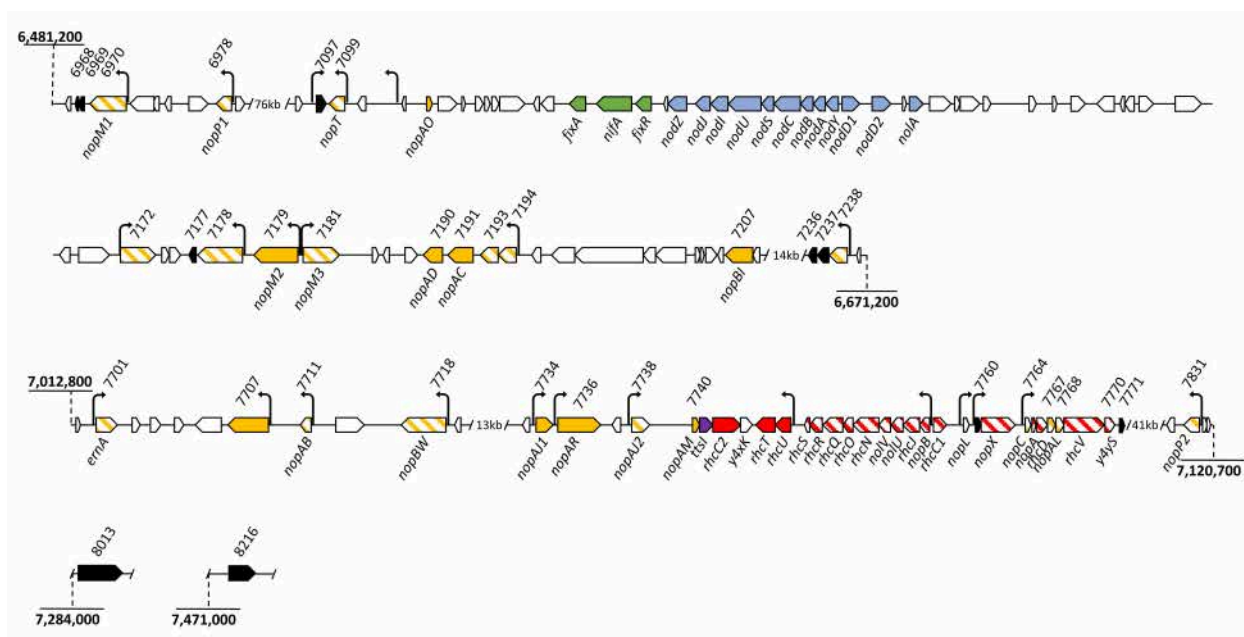 6,481,200
6968
6969
6970
6978
7097
7099
76kb
nopM1
nopP1
nopT
nopAO
fixA
nifA
fixR
nodZ
nodJ
nodI
nodU
nodS
nodC
nodB
nodA
nodY
nodD1
nodD2
nolA
7172
7177
7178
7179
7181
7190
7191
7193
7194
7207
7236
7237
7238
14kb
nopM2
nopM3
nopAD
nopAC
nopBI
6,671,200
7,012,800
7701
7707
7711
7718
7734
7736
7738
7740
7760
7764
7767
7768
7770
7771
7831
13kb
41kb
ernA
nopAB
nopBW
nopAJ1
nopAR
nopAJ2
nopAM
ttsI
rhcC2
y4xK
rhcT
rhcU
rhcS
rhcR
rhcQ
rhcO
rhcN
nolV
nolU
rhcJ
nopB
rhcC1
nopL
nopX
nopC
nopA
rhcD
nopAL
rhcV
y4yS
nopP2
7,120,700
8013
8216
7,284,000
7,471,000